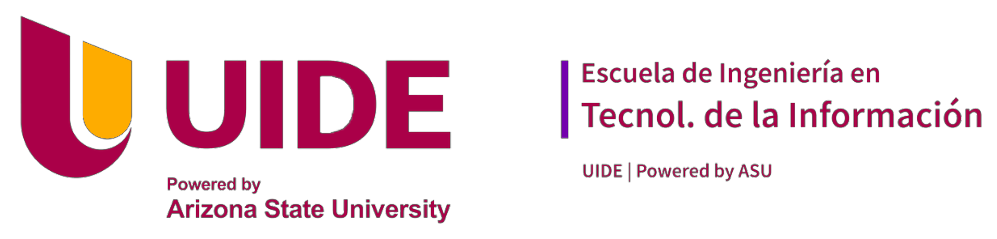 UIDE
Powered by
Arizona State University
Escuela de Ingeniería en
Tecnol. de la Información
UIDE | Powered by ASU